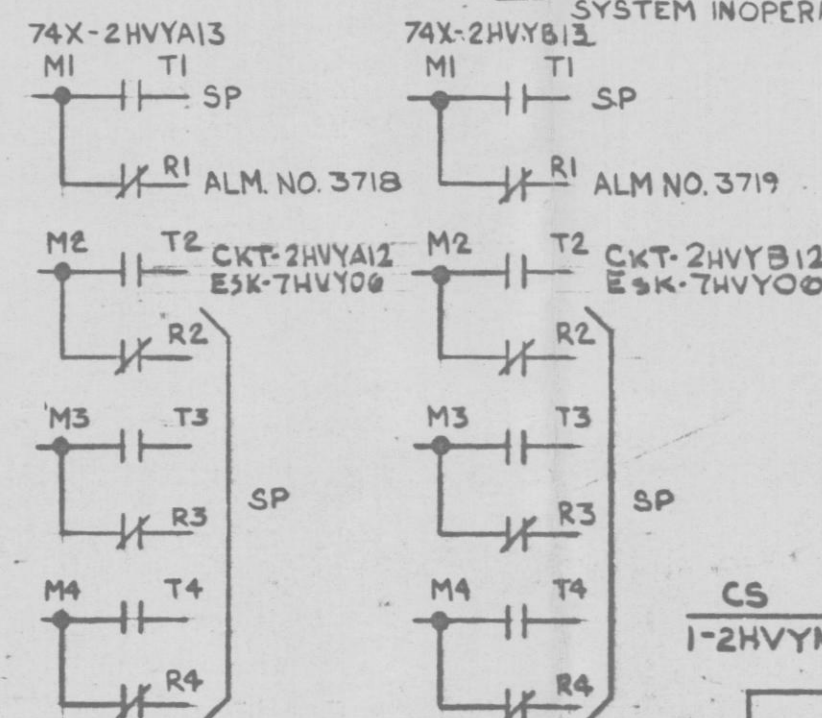 SYSTEM INOPER
74X-2HVYA13
M1 T1
SP
R1 ALM. NO. 3718
M2 T2 CKT-2HVYA12
ESK-7HVY06
R2
M3 T3
SP
R3
M4 T4
R4
74X-2HVYB13
M1 T1
SP
R1 ALM NO. 3719
M2 T2 CKT-2HVYB12
ESK-7HVY06
R2
M3 T3
SP
R3
M4 T4
R4
CS
1-2HVY